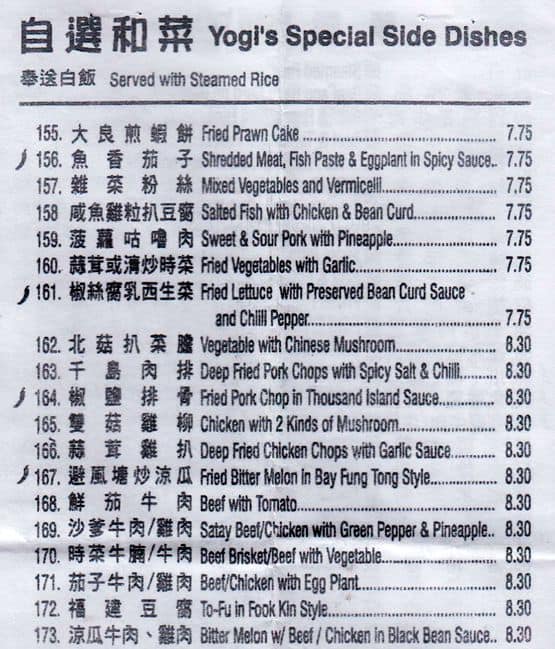 自選和菜 Yogi's Special Side Dishes
奉送白飯 Served with Steamed Rice
155. 大良煎蝦餅 Fried Prawn Cake ........ 7.75
156. 魚香茄子 Shredded Meat, Fish Paste & Eggplant in Spicy Sauce.. 7.75
157. 雜菜粉絲 Mixed Vegetables and Vermicelli........ 7.75
158 咸魚雞粒扒豆腐 Salted Fish with Chicken & Bean Curd........ 7.75
159. 菠蘿咕嚕肉 Sweet & Sour Pork with Pineapple........ 7.75
160. 蒜茸或清炒時菜 Fried Vegetables with Garlic........ 7.75
161. 椒絲腐乳西生菜 Fried Lettuce with Preserved Bean Curd Sauce
and Chlill Pepper........ 7.75
162. 北菇扒菜膽 Vegetable with Chinese Mushroom........ 8.30
163. 千島肉排 Deep Fried Pork Chops with Spicy Salt & Chilli........ 8.30
164. 椒鹽排骨 Fried Pork Chop in Thousand Island Sauce........ 8.30
165. 雙菇雞柳 Chicken with 2 Kinds of Mushroom........ 8.30
166. 蒜茸雞扒 Deep Fried Chicken Chops with Garlic Sauce........ 8.30
167. 避風塘炒涼瓜 Fried Bitter Melon in Bay Fung Tong Style........ 8.30
168. 鮮茄牛肉 Beef with Tomato........ 8.30
169. 沙爹牛肉/雞肉 Satay Beef/Chicken with Green Pepper & Pineapple.. 8.30
170. 時菜牛腩/牛肉 Beef Brisket/Beef with Vegetable........ 8.30
171. 茄子牛肉/雞肉 Beef/Chicken with Egg Plant........ 8.30
172. 福建豆腐 To-Fu in Fook Kin Style........ 8.30
173. 涼瓜牛肉、雞肉 Bitter Melon w/ Beef / Chicken in Black Bean Sauce.. 8.30